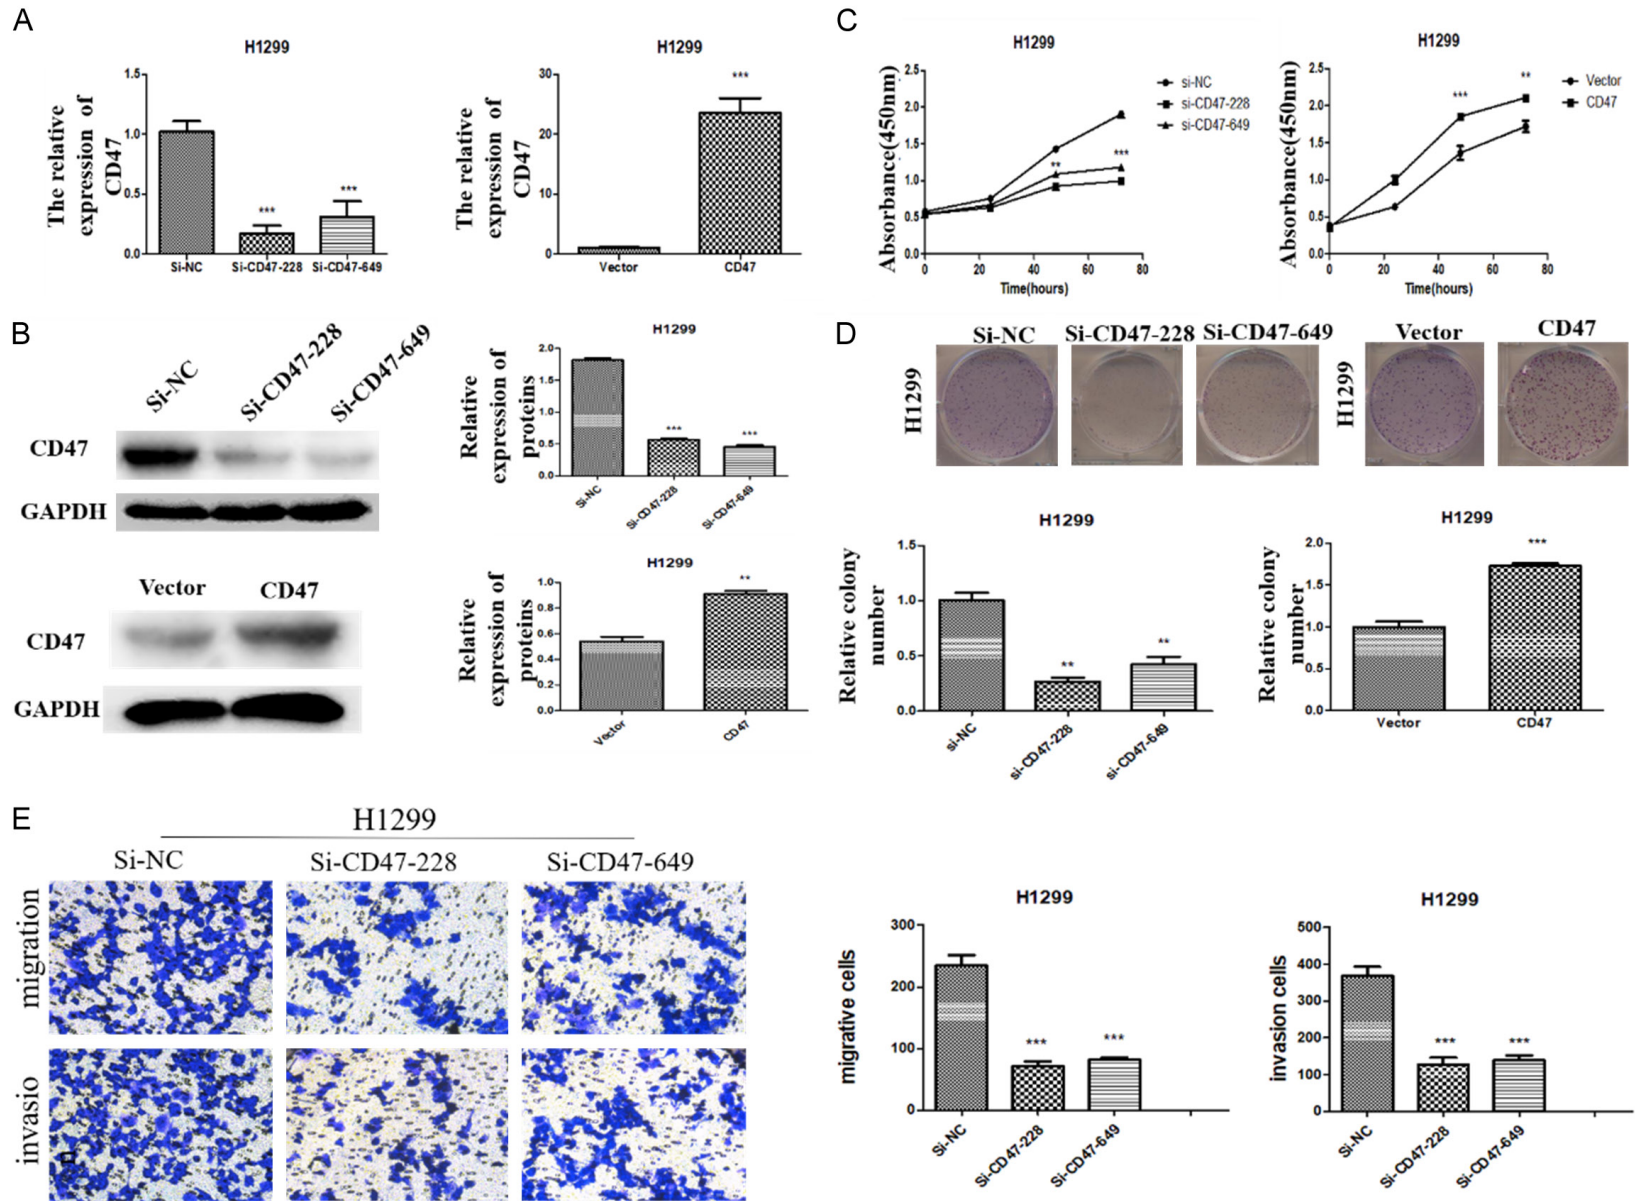 A
H1299
The relative
expression of
CD47
1.5
1.0
0.5
0.0
***
***
Si-NC
Si-CD47-228
Si-CD47-649
H1299
The relative
expression of
CD47
30
20
10
0
***
Vector
CD47
C
H1299
Absorbance(450nm)
2.5
2.0
1.5
1.0
0.5
0.0
**
***
0
20
40
60
80
Time(hours)
si-NC
si-CD47-228
si-CD47-649
H1299
Absorbance(450nm)
2.5
2.0
1.5
1.0
0.5
0.0
***
**
0
20
40
60
80
Time(hours)
Vector
CD47
B
Si-NC
Si-CD47-228
Si-CD47-649
CD47
GAPDH
H1299
Relative
expression of
proteins
2.0
1.5
1.0
0.5
0.0
***
***
Si-NC
Si-CD47-228
Si-CD47-649
Vector
CD47
CD47
GAPDH
H1299
Relative
expression of
proteins
1.0
0.8
0.6
0.4
0.2
0.0
**
Vector
CD47
D
Si-NC
Si-CD47-228
Si-CD47-649
H1299
Vector
CD47
H1299
H1299
Relative colony
number
1.5
1.0
0.5
0.0
**
**
si-NC
si-CD47-228
si-CD47-649
H1299
Relative colony
number
2.0
1.5
1.0
0.5
0.0
***
Vector
CD47
E
H1299
Si-NC
Si-CD47-228
Si-CD47-649
migration
invasio
n
H1299
migrative cells
300
200
100
0
***
***
Si-NC
Si-CD47-228
Si-CD47-649
H1299
invasion cells
500
400
300
200
100
0
***
***
Si-NC
Si-CD47-228
Si-CD47-649